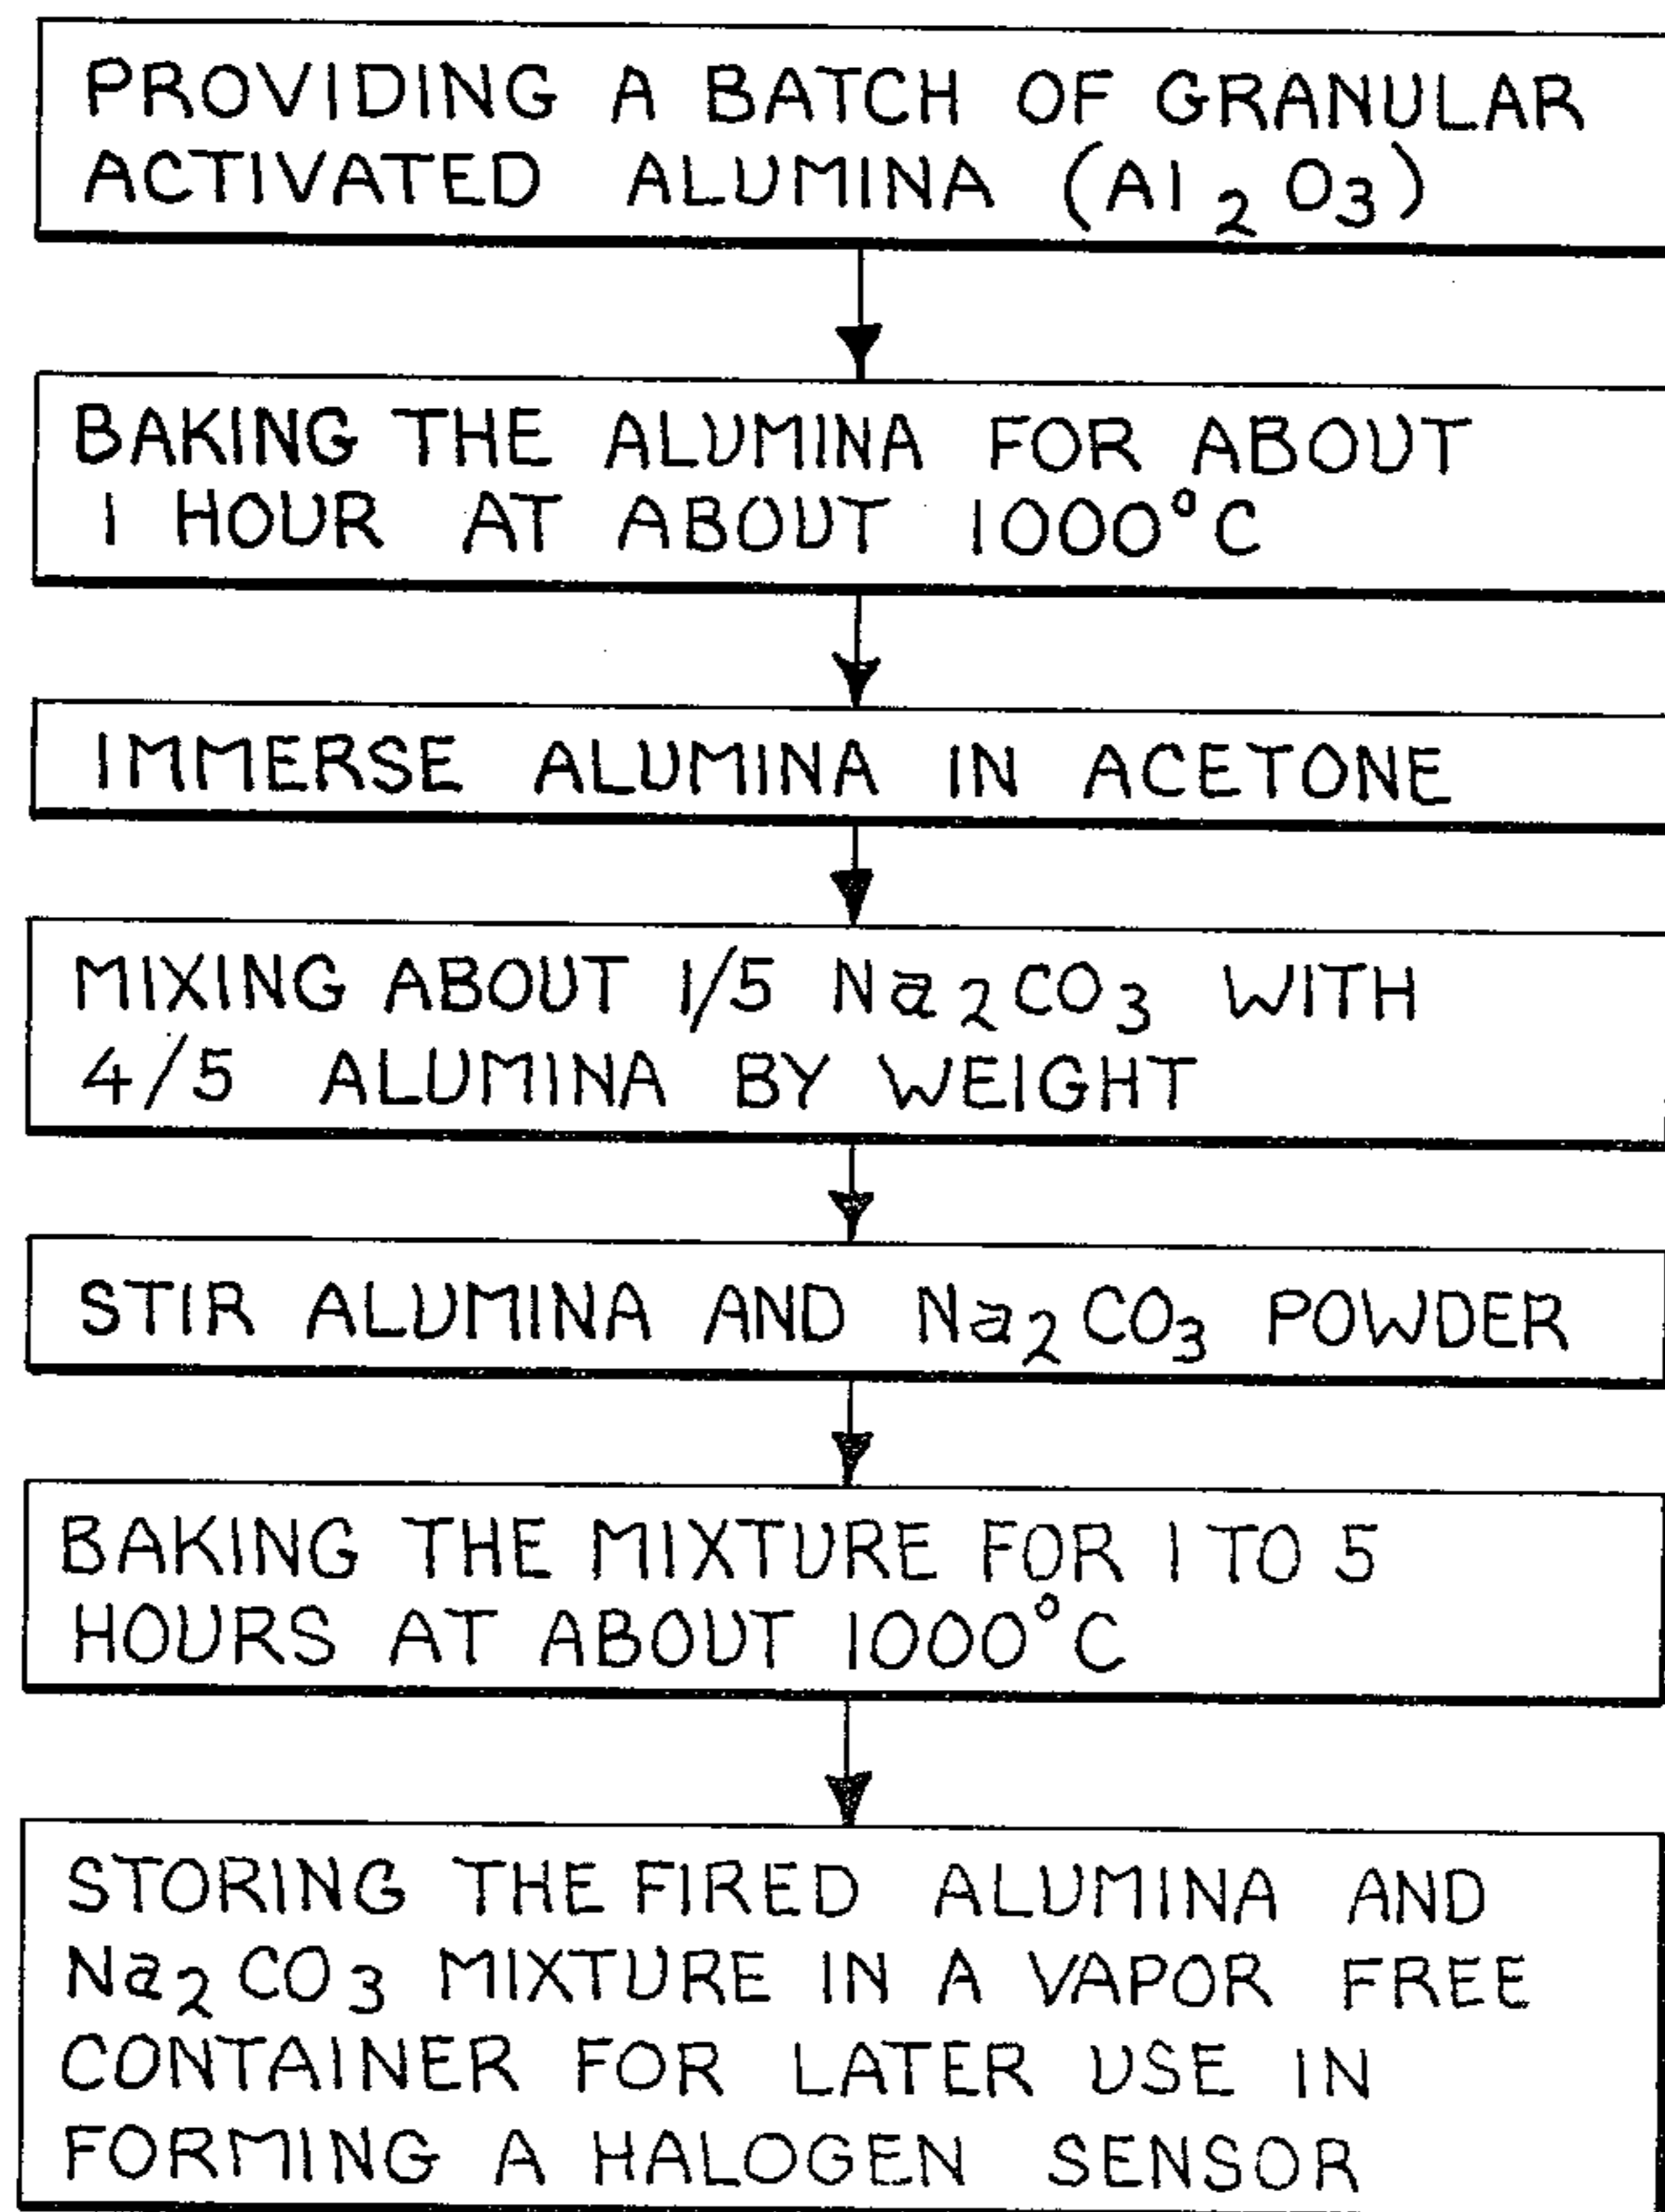 PROVIDING A BATCH OF GRANULAR
ACTIVATED ALUMINA (Al₂O₃)
BAKING THE ALUMINA FOR ABOUT
1 HOUR AT ABOUT 1000°C
IMMERSE ALUMINA IN ACETONE
MIXING ABOUT 1/5 Na₂CO₃ WITH
4/5 ALUMINA BY WEIGHT
STIR ALUMINA AND Na₂CO₃ POWDER
BAKING THE MIXTURE FOR 1 TO 5
HOURS AT ABOUT 1000°C
STORING THE FIRED ALUMINA AND
Na₂CO₃ MIXTURE IN A VAPOR FREE
CONTAINER FOR LATER USE IN
FORMING A HALOGEN SENSOR